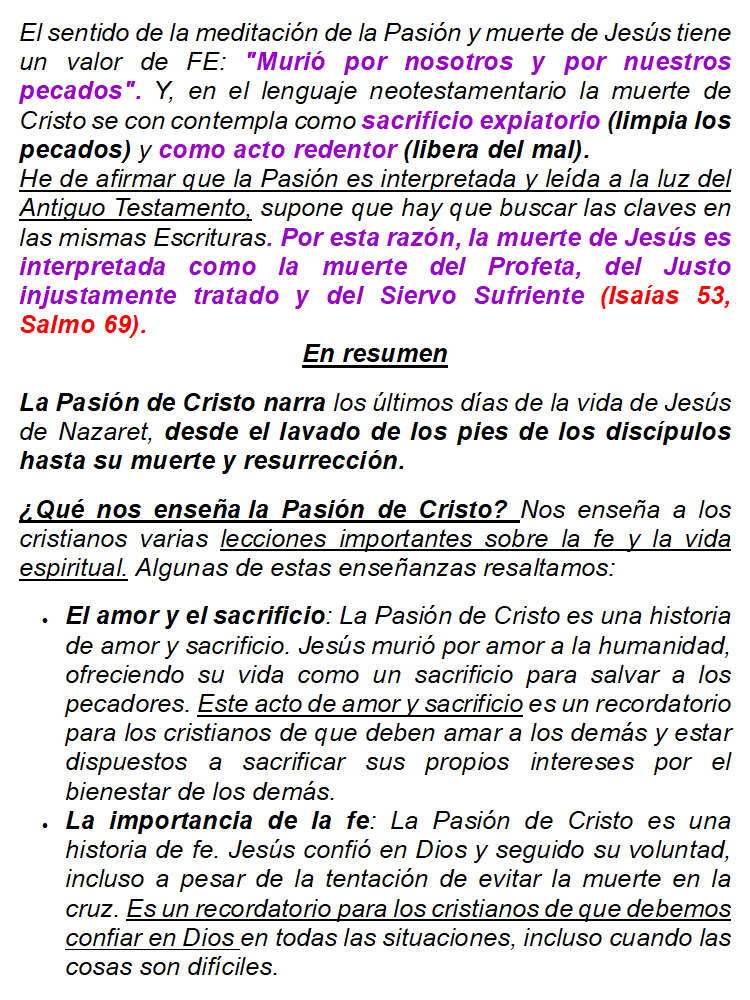 El sentido de la meditación de la Pasión y muerte de Jesús tiene
un valor de FE: "Murió por nosotros y por nuestros
pecados". Y, en el lenguaje neotestamentario la muerte de
Cristo se con contempla como sacrificio expiatorio (limpia los
pecados) y como acto redentor (libera del mal).
He de afirmar que la Pasión es interpretada y leída a la luz del
Antiguo Testamento, supone que hay que buscar las claves en
las mismas Escrituras. Por esta razón, la muerte de Jesús es
interpretada como la muerte del Profeta, del Justo
injustamente tratado y del Siervo Sufriente (Isaías 53,
Salmo 69).
En resumen
La Pasión de Cristo narra los últimos días de la vida de Jesús
de Nazaret, desde el lavado de los pies de los discípulos
hasta su muerte y resurrección.
¿Qué nos enseña la Pasión de Cristo? Nos enseña a los
cristianos varias lecciones importantes sobre la fe y la vida
espiritual. Algunas de estas enseñanzas resaltamos:
• El amor y el sacrificio: La Pasión de Cristo es una historia
de amor y sacrificio. Jesús murió por amor a la humanidad,
ofreciendo su vida como un sacrificio para salvar a los
pecadores. Este acto de amor y sacrificio es un recordatorio
para los cristianos de que deben amar a los demás y estar
dispuestos a sacrificar sus propios intereses por el
bienestar de los demás.
• La importancia de la fe: La Pasión de Cristo es una
historia de fe. Jesús confió en Dios y seguido su voluntad,
incluso a pesar de la tentación de evitar la muerte en la
cruz. Es un recordatorio para los cristianos de que debemos
confiar en Dios en todas las situaciones, incluso cuando las
cosas son difíciles.